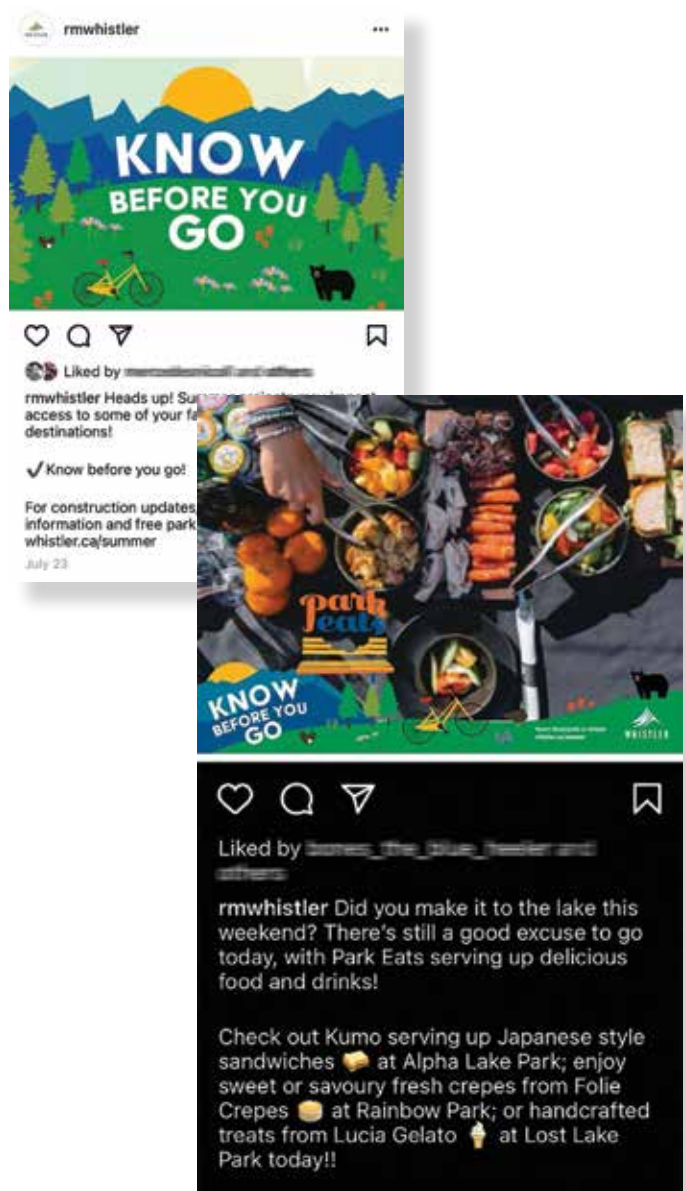 rmwhistler
KNOW
BEFORE YOU
GO
Liked by
rmwhistler Heads up!
access to some of your
destinations!
✓Know before you go!
For construction updates,
information and free
whistler.ca/summer
July 23
park
eats
KNOW
BEFORE YOU
GO
WHISTLER
Liked by
rmwhistler Did you make it to the lake this
weekend? There's still a good excuse to go
today, with Park Eats serving up delicious
food and drinks!
Check out Kumo serving up Japanese style
sandwiches 🥪 at Alpha Lake Park; enjoy
sweet or savoury fresh crepes from Folie
Crepes 🥞 at Rainbow Park; or handcrafted
treats from Lucia Gelato 🍦 at Lost Lake
Park today!!